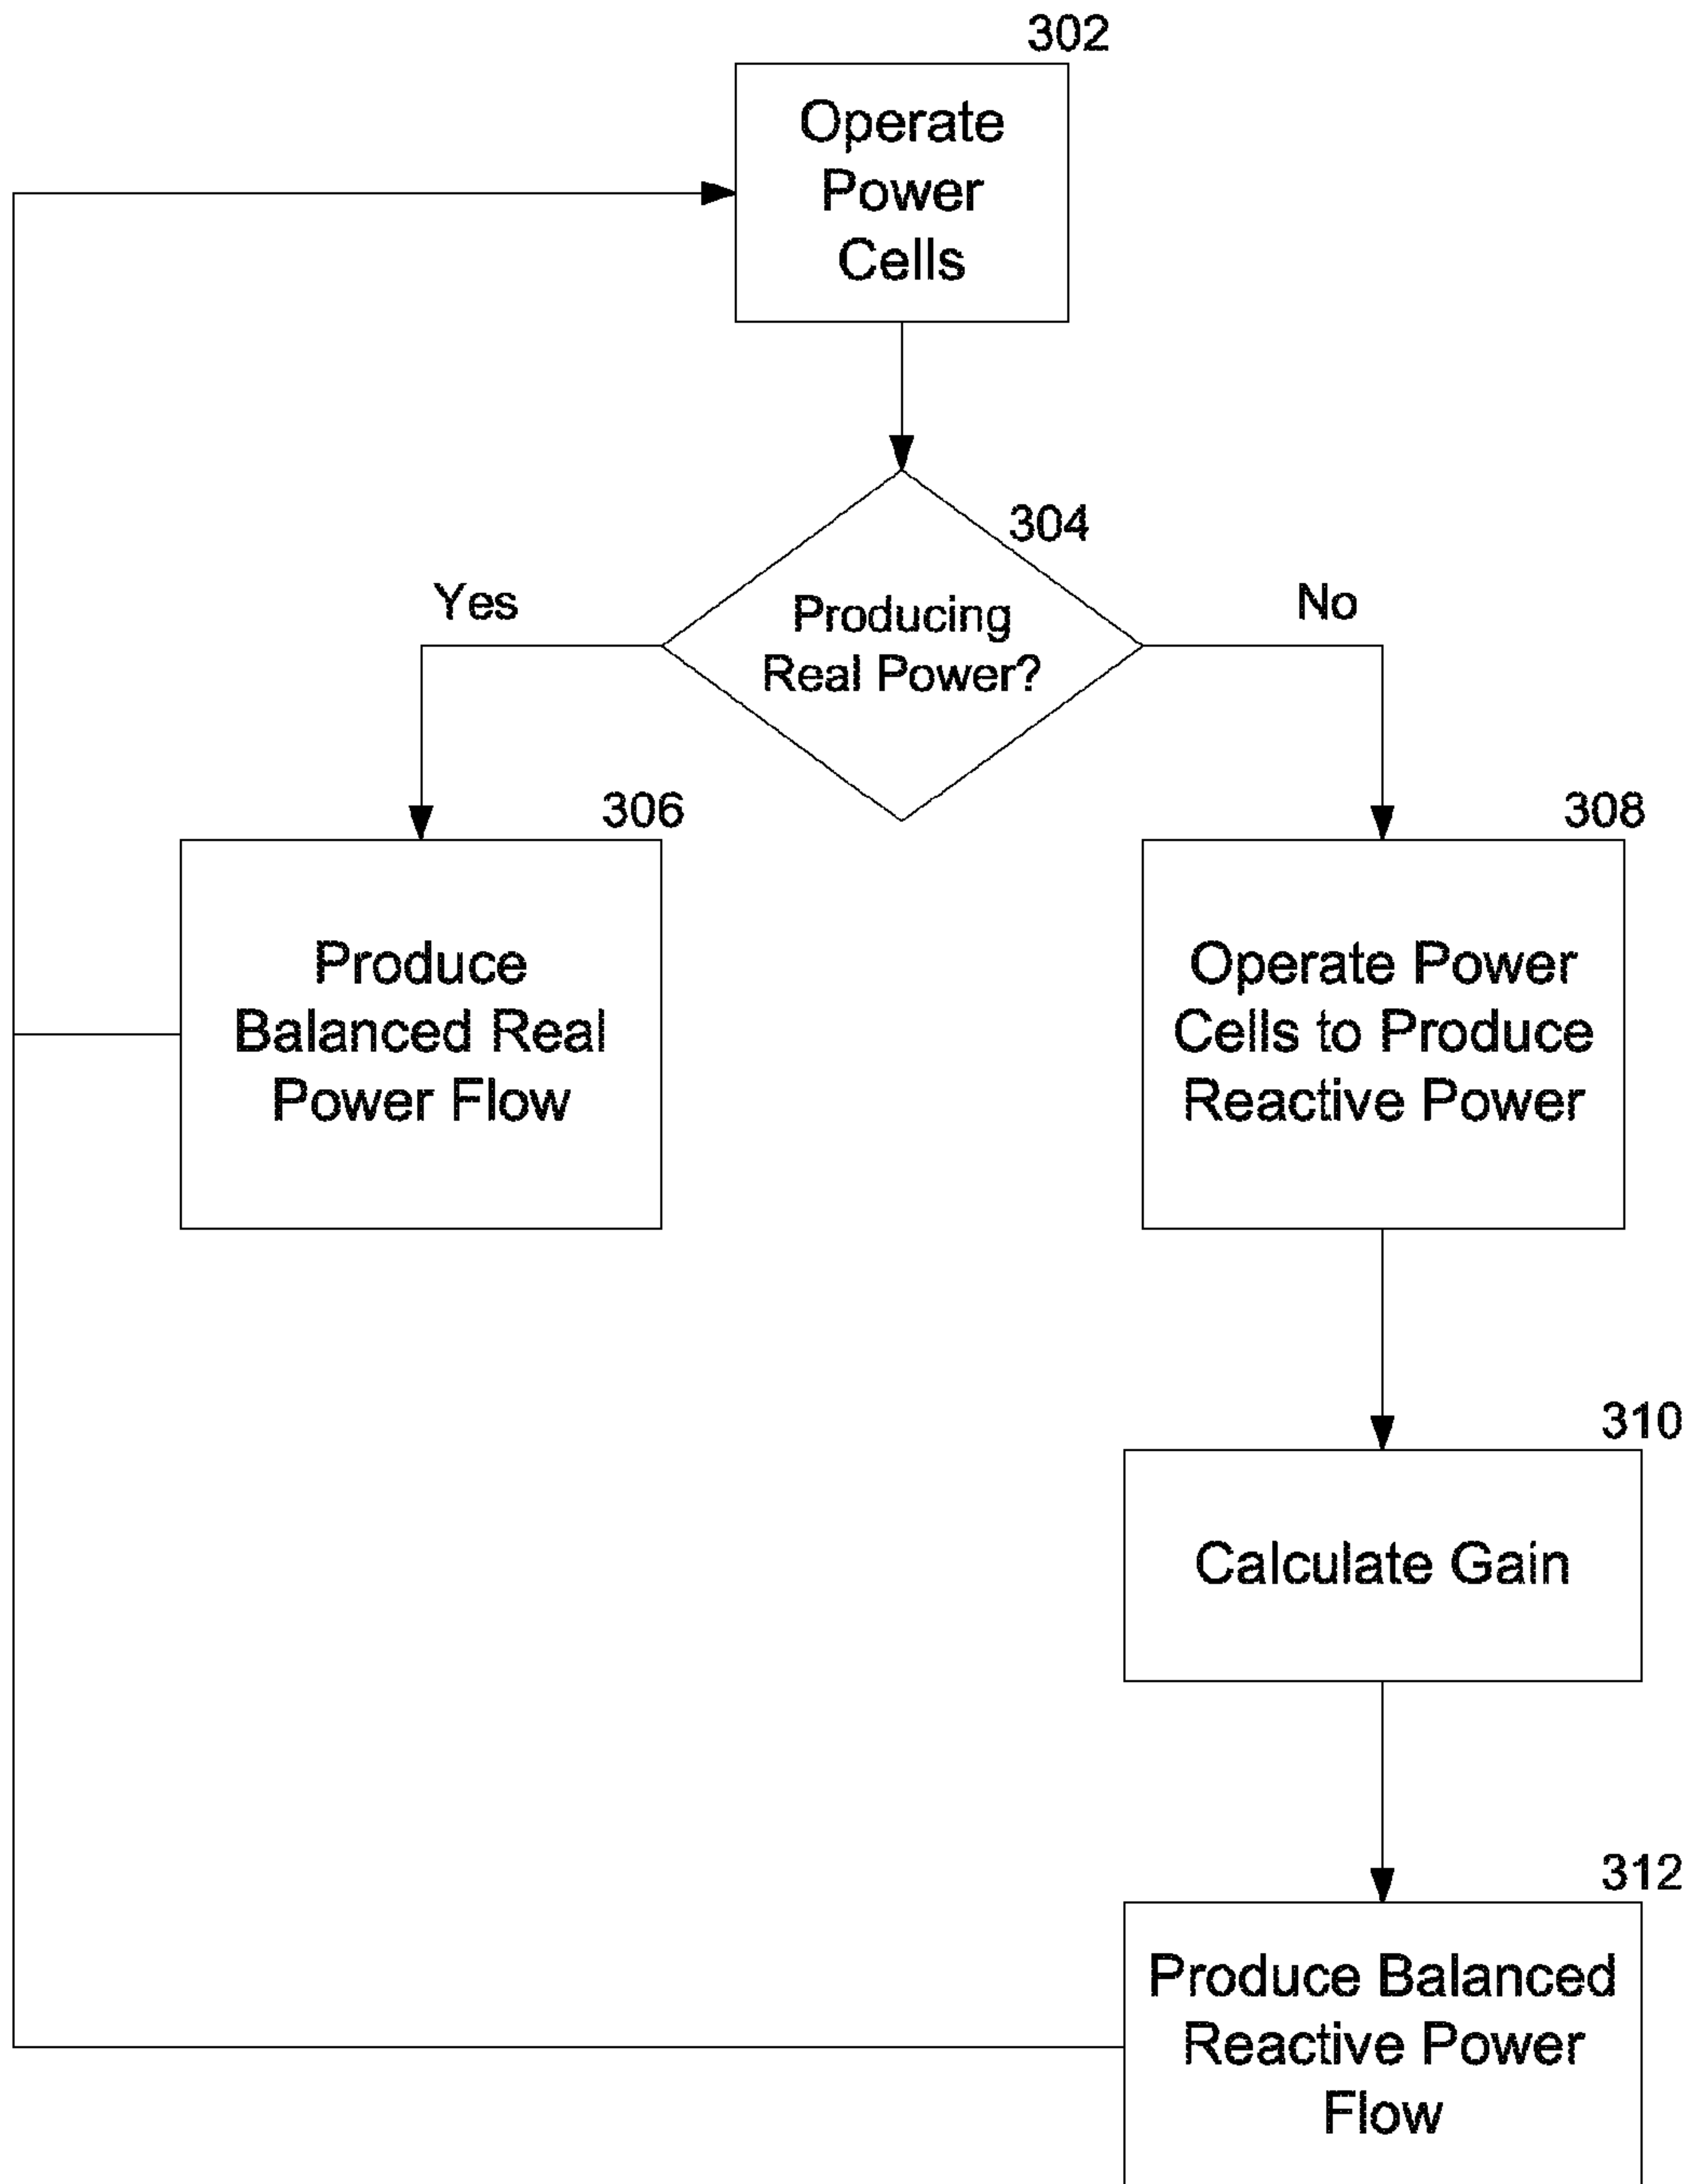 302
Operate
Power
Cells
304
Producing
Real Power?
Yes
No
306
Produce
Balanced Real
Power Flow
308
Operate Power
Cells to Produce
Reactive Power
310
Calculate Gain
312
Produce Balanced
Reactive Power
Flow